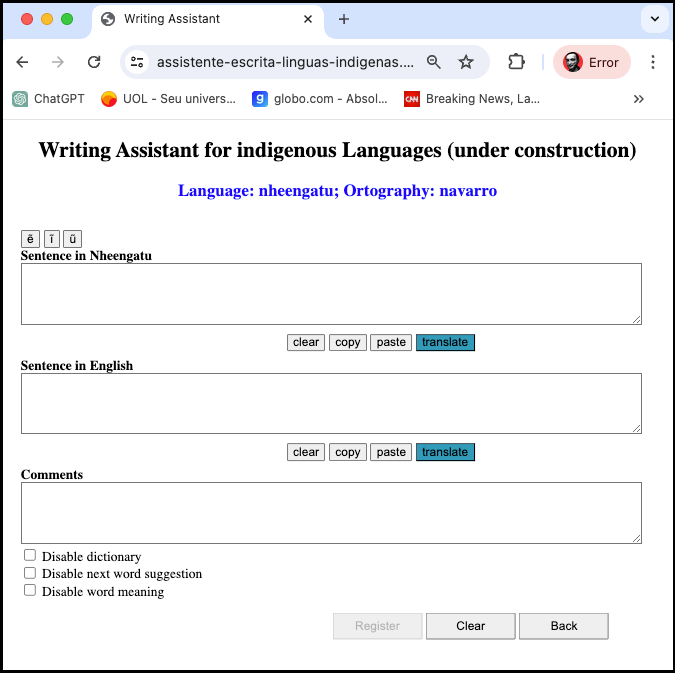 Writing Assistant
assistente-escrita-linguas-indigenas....
Error
ChatGPT
UOL - Seu univers...
globo.com - Absol...
CNN
Breaking News, La...
Writing Assistant for indigenous Languages (under construction)
Language: nheengatu; Ortography: navarro
ẽ ĩ ũ
Sentence in Nheengatu
clear copy paste translate
Sentence in English
clear copy paste translate
Comments
Disable dictionary
Disable next word suggestion
Disable word meaning
Register Clear Back